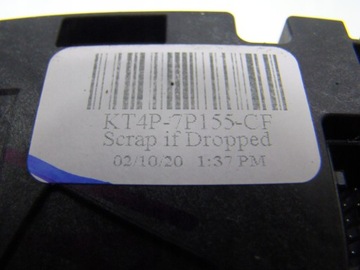 KT4P-7P155-CF
Scrap if Dropped
02/10/20 1:37 PM